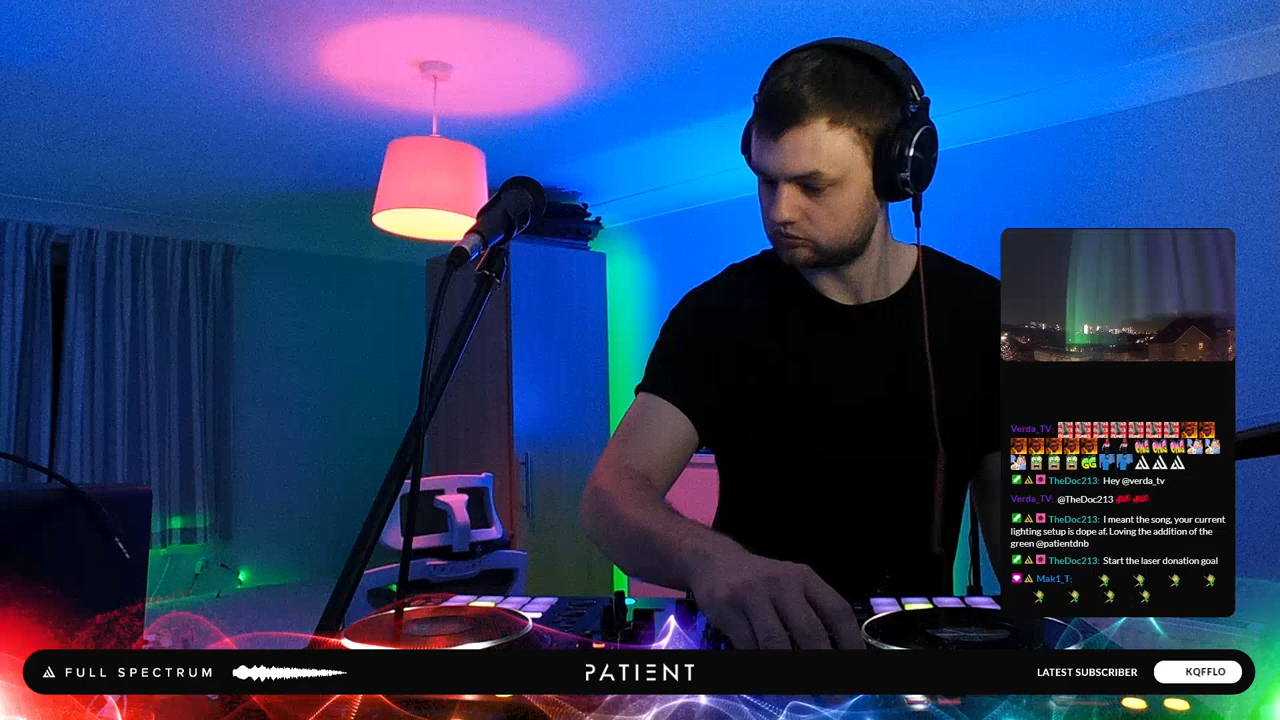 Verda_TV:
GG
TheDoc213: Hey @verda_tv
Verda_TV: @TheDoc213
TheDoc213: I meant the song, your current
lighting setup is dope af. Loving the addition of the
green @patientdnb
TheDoc213: Start the laser donation goal
Mak1_T:
FULL SPECTRUM
PATIENT
LATEST SUBSCRIBER
KQFFLO